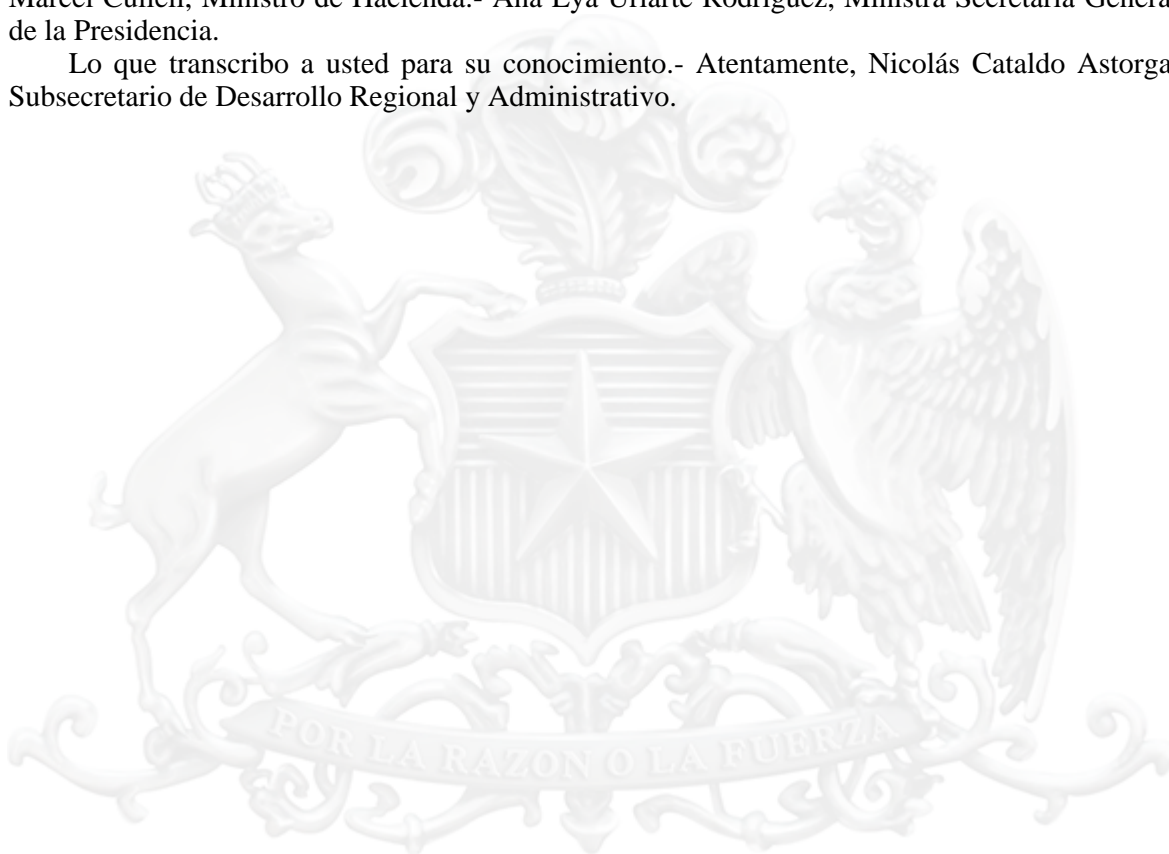 Marcel Cullell, Ministro de Hacienda.- Ana Lya Uriarte Rodríguez, Ministra Secretaria Genera
de la Presidencia.
Lo que transcribo a usted para su conocimiento.- Atentamente, Nicolás Cataldo Astorga
Subsecretario de Desarrollo Regional y Administrativo.
POR LA RAZON O LA FUERZA